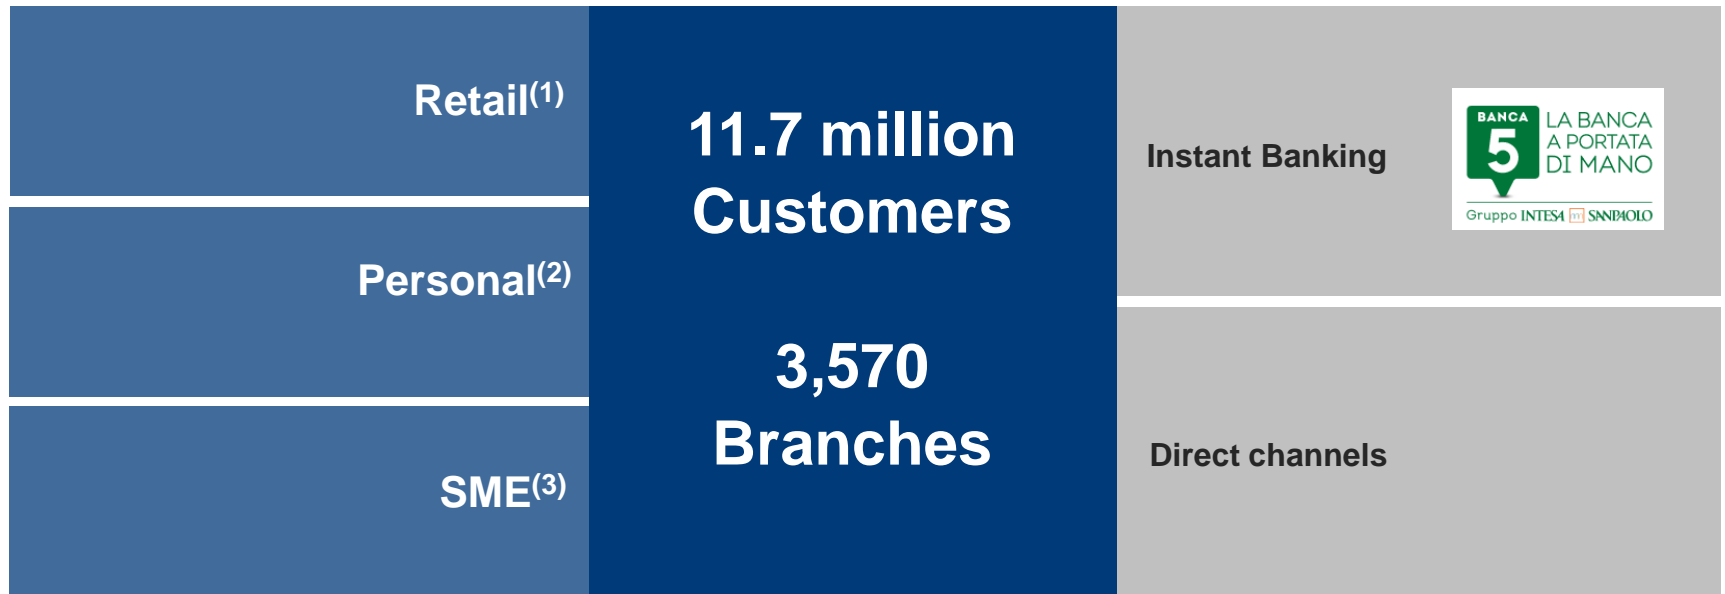 Retail(1)
Personal(2)
SME(3)
11.7 million
Customers
3,570
Branches
Instant Banking
BANCA
5
LA BANCA
A PORTATA
DI MANO
Gruppo INTESA SANPAOLO
Direct channels